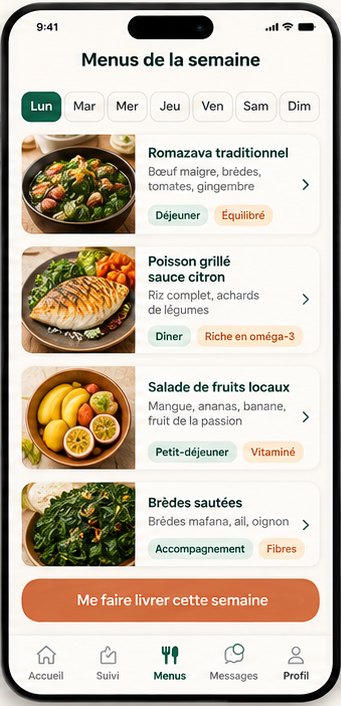 9:41
Menus de la semaine
Lun Mar Mer Jeu Ven Sam Dim
Romazava traditionnel
Bœuf maigre, brèdes,
tomates, gingembre
Déjeuner Équilibré
Poisson grillé
sauce citron
Riz complet, achards
de légumes
Dîner Riche en oméga-3
Salade de fruits locaux
Mangue, ananas, banane,
fruit de la passion
Petit-déjeuner Vitaminé
Brèdes sautées
Brèdes mafana, ail, oignon
Accompagnement Fibres
Me faire livrer cette semaine
Accueil Suivi Menus Messages Profil